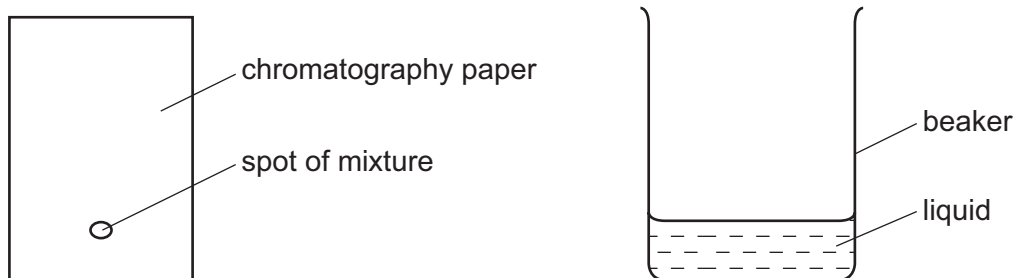 chromatography paper
spot of mixture
beaker
liquid